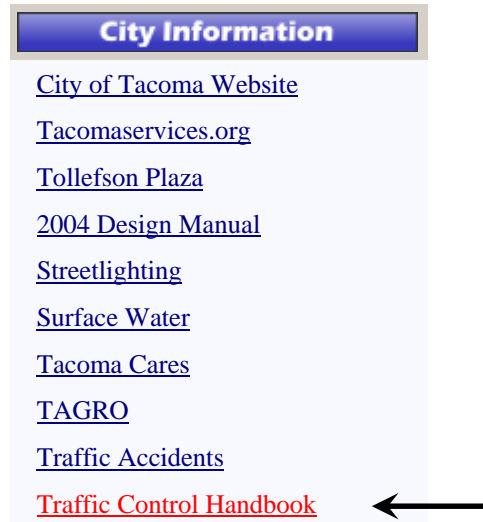 City Information
City of Tacoma Website
Tacomaservices.org
Tollefson Plaza
2004 Design Manual
Streetlighting
Surface Water
Tacoma Cares
TAGRO
Traffic Accidents
Traffic Control Handbook